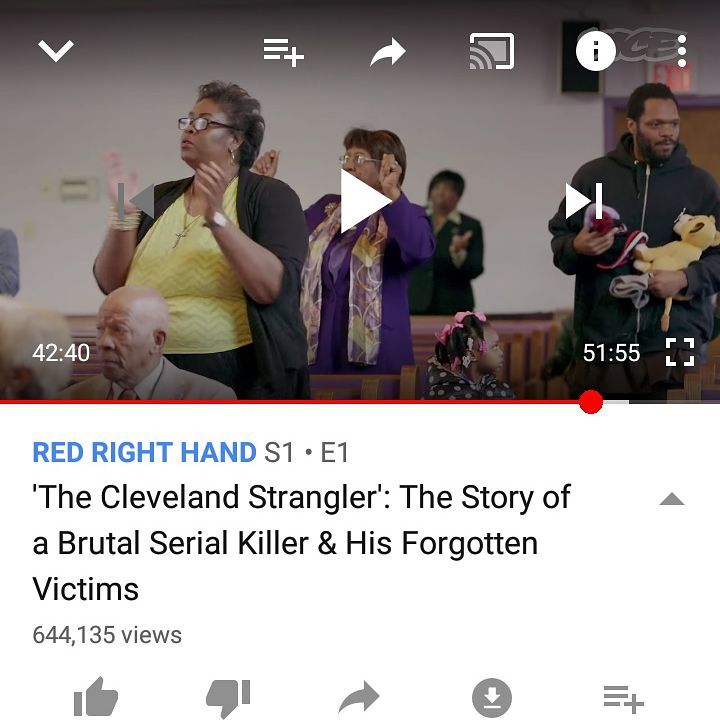 VICE
EXIT
42:40
51:55
RED RIGHT HAND S1 • E1
'The Cleveland Strangler': The Story of
a Brutal Serial Killer & His Forgotten
Victims
644,135 views